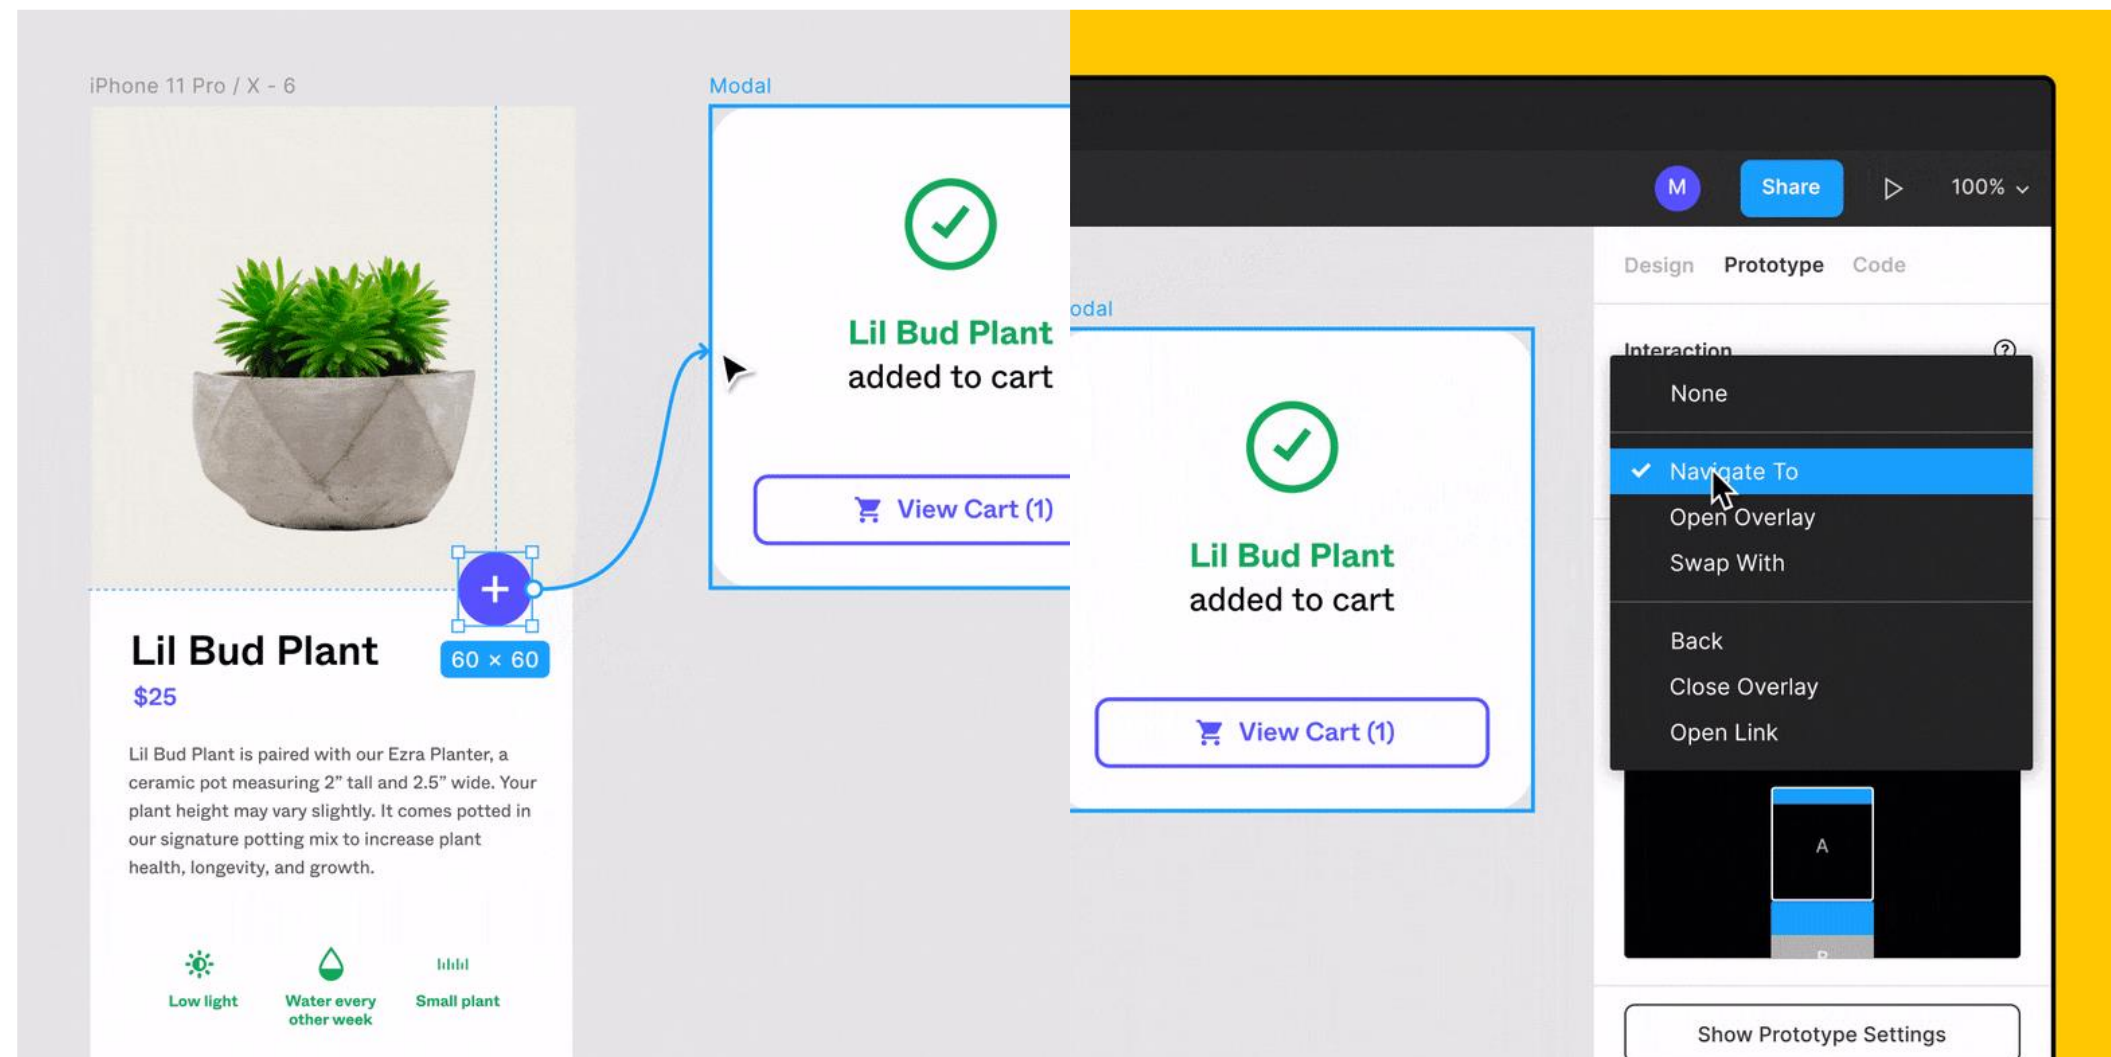 iPhone 11 Pro / X - 6
Modal
Lil Bud Plant
added to cart
View Cart (1)
60 × 60
Lil Bud Plant
$25
Lil Bud Plant is paired with our Ezra Planter, a
ceramic pot measuring 2” tall and 2.5” wide. Your
plant height may vary slightly. It comes potted in
our signature potting mix to increase plant
health, longevity, and growth.
Low light
Water every
other week
Small plant
M
Share
100%
Design Prototype Code
odal
Interaction
?
None
Navigate To
Open Overlay
Swap With
Back
Close Overlay
Open Link
Lil Bud Plant
added to cart
View Cart (1)
A
B
Show Prototype Settings